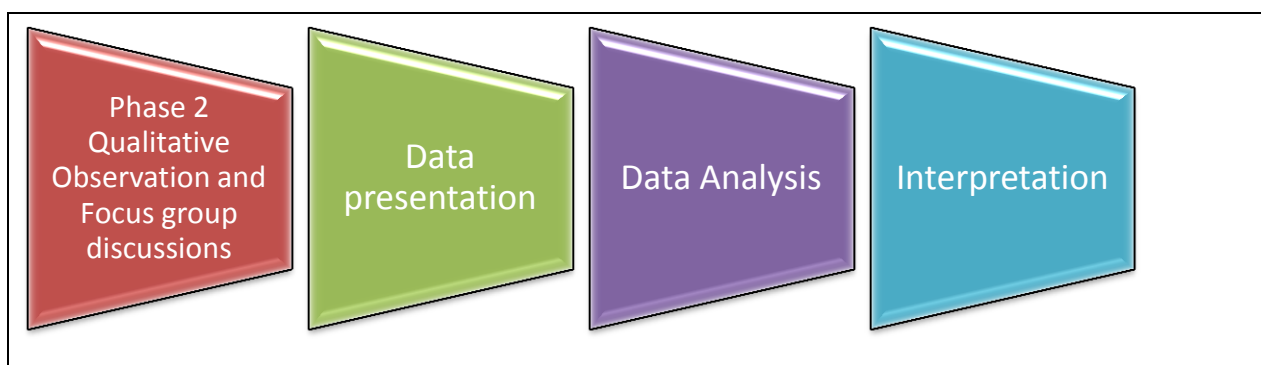 Phase 2
Qualitative
Observation and
Focus group
discussions
Data
presentation
Data Analysis
Interpretation